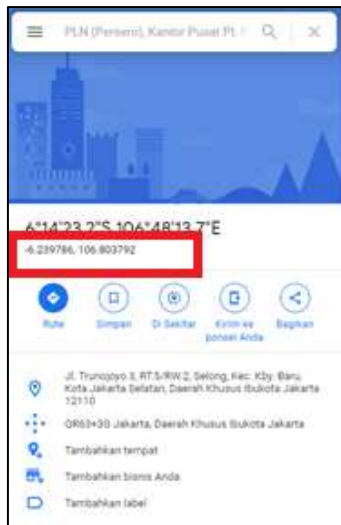 PLN (Persero), Kantor Pusat Pt. P
6°14'23.2"S 106°48'13.7"E
-6.239786, 106.803792
Rute
Simpan
Di Sekitar
Kirim ke
ponsel Anda
Bagikan
Jl. Trunojoyo 3, RT.5/RW.2, Selong, Kec. Kby. Baru,
Kota Jakarta Selatan, Daerah Khusus Ibukota Jakarta
12110
QR63+3G Jakarta, Daerah Khusus Ibukota Jakarta
Tambahkan tempat
Tambahkan bisnis Anda
Tambahkan label